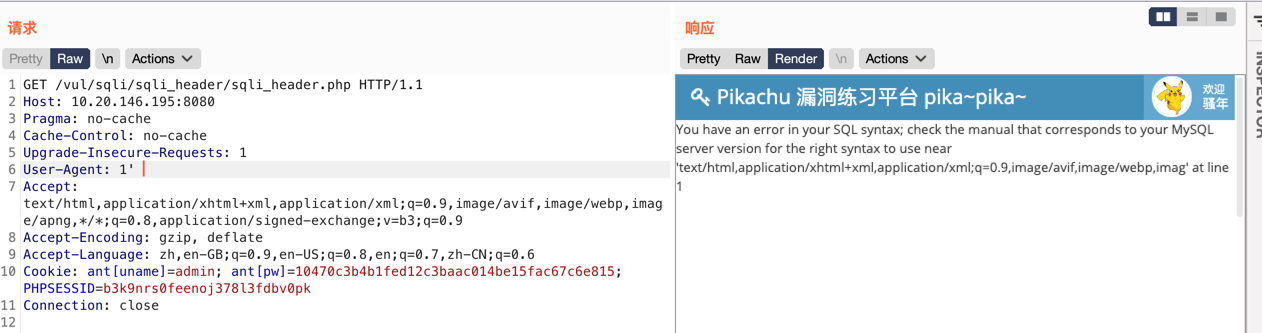 请求
Pretty Raw \n Actions
1 GET /vul/sqli/sqli_header/sqli_header.php HTTP/1.1
2 Host: 10.20.146.195:8080
3 Pragma: no-cache
4 Cache-Control: no-cache
5 Upgrade-Insecure-Requests: 1
6 User-Agent: 1'
7 Accept:
text/html,application/xhtml+xml,application/xml;q=0.9,image/avif,image/webp,imag
e/apng,*/*;q=0.8,application/signed-exchange;v=b3;q=0.9
8 Accept-Encoding: gzip, deflate
9 Accept-Language: zh,en-GB;q=0.9,en-US;q=0.8,en;q=0.7,zh-CN;q=0.6
10 Cookie: ant[uname]=admin; ant[pw]=10470c3b4b1fed12c3baac014be15fac67c6e815;
PHPSESSID=b3k9nrs0feenoj378l3fdbv0pk
11 Connection: close
12
响应
Pretty Raw Render \n Actions
Pikachu 漏洞练习平台 pika~pika~
欢迎
骚年
You have an error in your SQL syntax; check the manual that corresponds to your MySQL
server version for the right syntax to use near
'text/html,application/xhtml+xml,application/xml;q=0.9,image/avif,image/webp,imag' at line
1
INSPECTOR